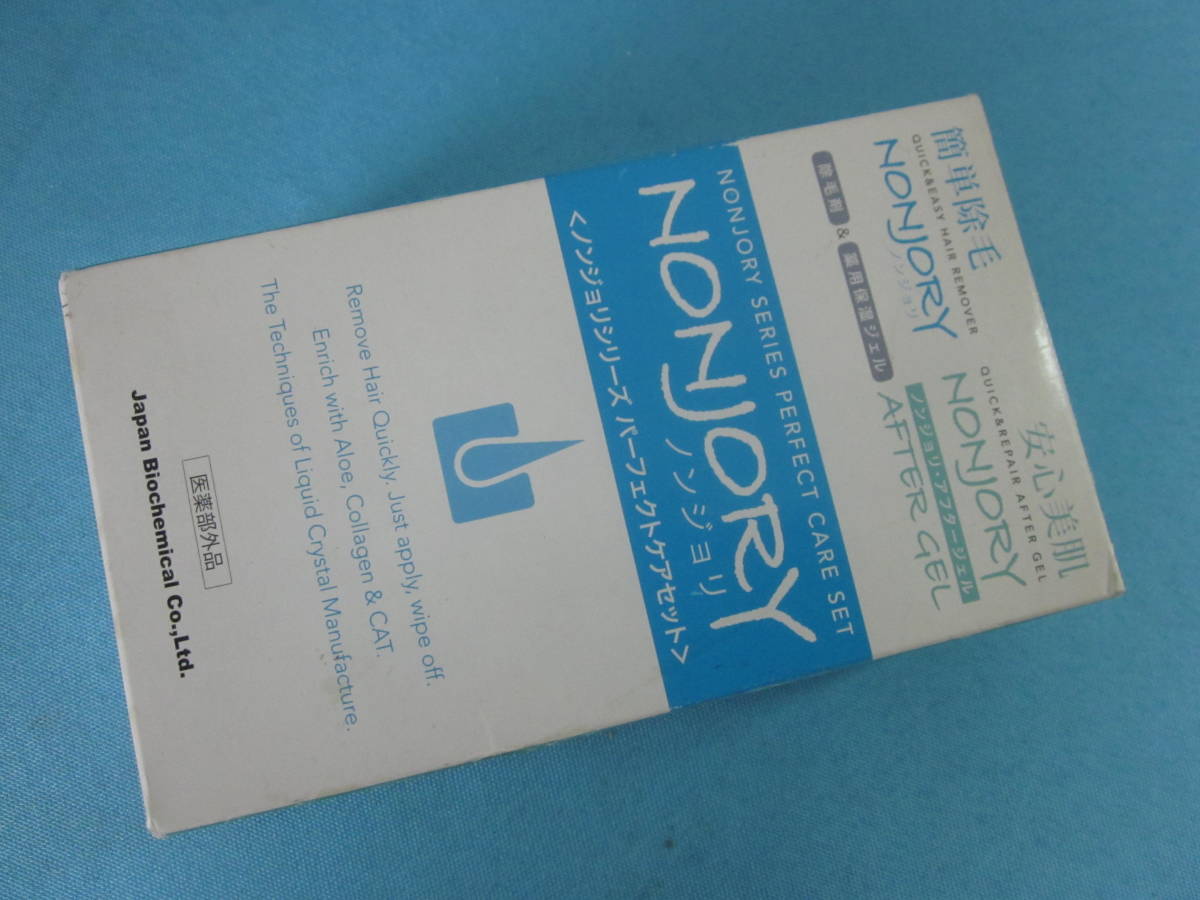 簡単除毛
QUICK&EASY HAIR REMOVER
NONJORY
ノンジョリ
安心美肌
QUICK&REPAIR AFTER GEL
NONJORY
ノンジョリ・アフタージェル
AFTER GEL
除毛剤 & 薬用保湿ジェル
NONJORY SERIES PERFECT CARE SET
NONJORY
ノンジョリ
<ノンジョリシリーズ パーフェクトケアセット>
Remove Hair Quickly. Just apply, wipe off.
Enrich with Aloe, Collagen & CAT.
The Techniques of Liquid Crystal Manufacture.
医薬部外品
Japan Biochemical Co.,Ltd.